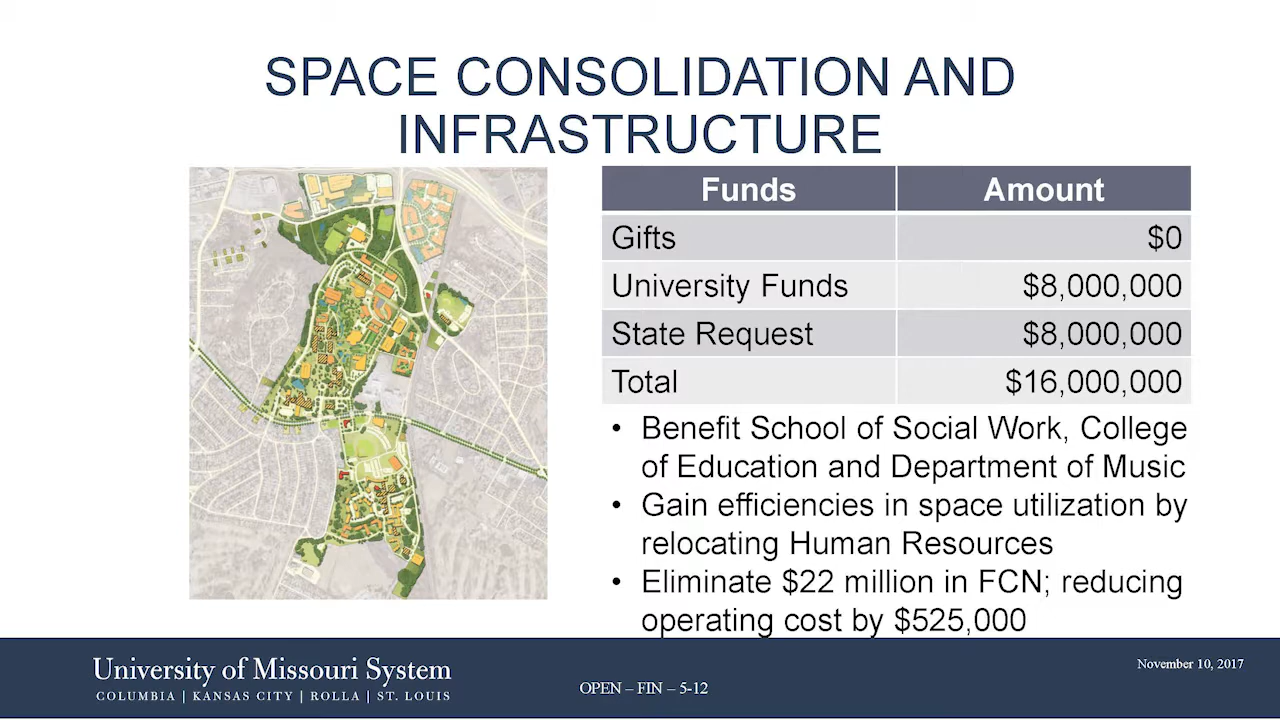 SPACE CONSOLIDATION AND
INFRASTRUCTURE
Funds Amount
Gifts $0
University Funds $8,000,000
State Request $8,000,000
Total $16,000,000
• Benefit School of Social Work, College
of Education and Department of Music
• Gain efficiencies in space utilization by
relocating Human Resources
• Eliminate $22 million in FCN; reducing
operating cost by $525,000
University of Missouri System
COLUMBIA | KANSAS CITY | ROLLA | ST. LOUIS
OPEN – FIN – 5-12
November 10, 2017